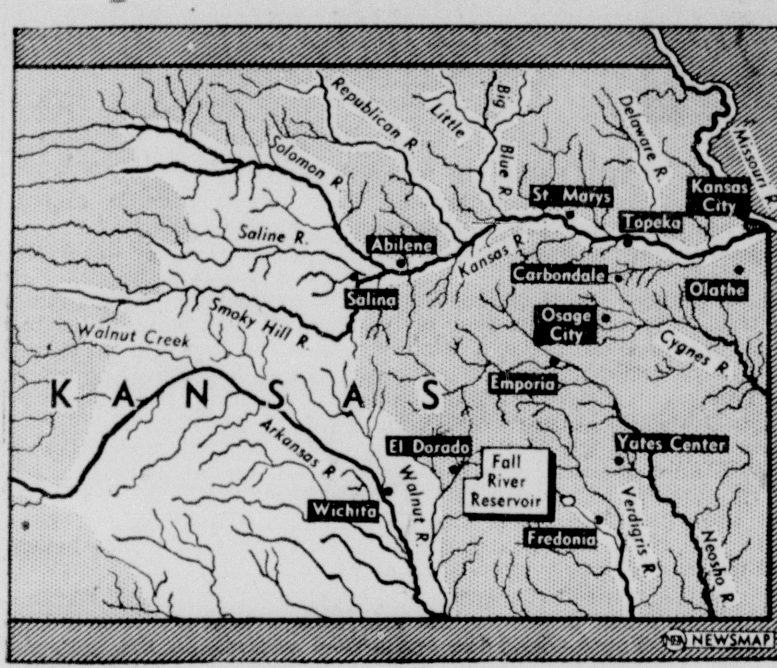 Republican R.
Little
Big
Blue R.
Delaware R.
Missouri R.
Solomon R.
St. Marys
Kansas
City
Topeka
Saline R.
Abilene
Kansas R.
Carbondale
Olathe
Salina
Smoky Hill R.
Osage
City
Walnut Creek
Cygnes R.
Emporia
KANSAS
Arkansas R.
El Dorado
Yates Center
Fall
River
Reservoir
Walnut R.
Wichita
Fredonia
Verdigris R.
Neosho R.
NEA NEWSMAP